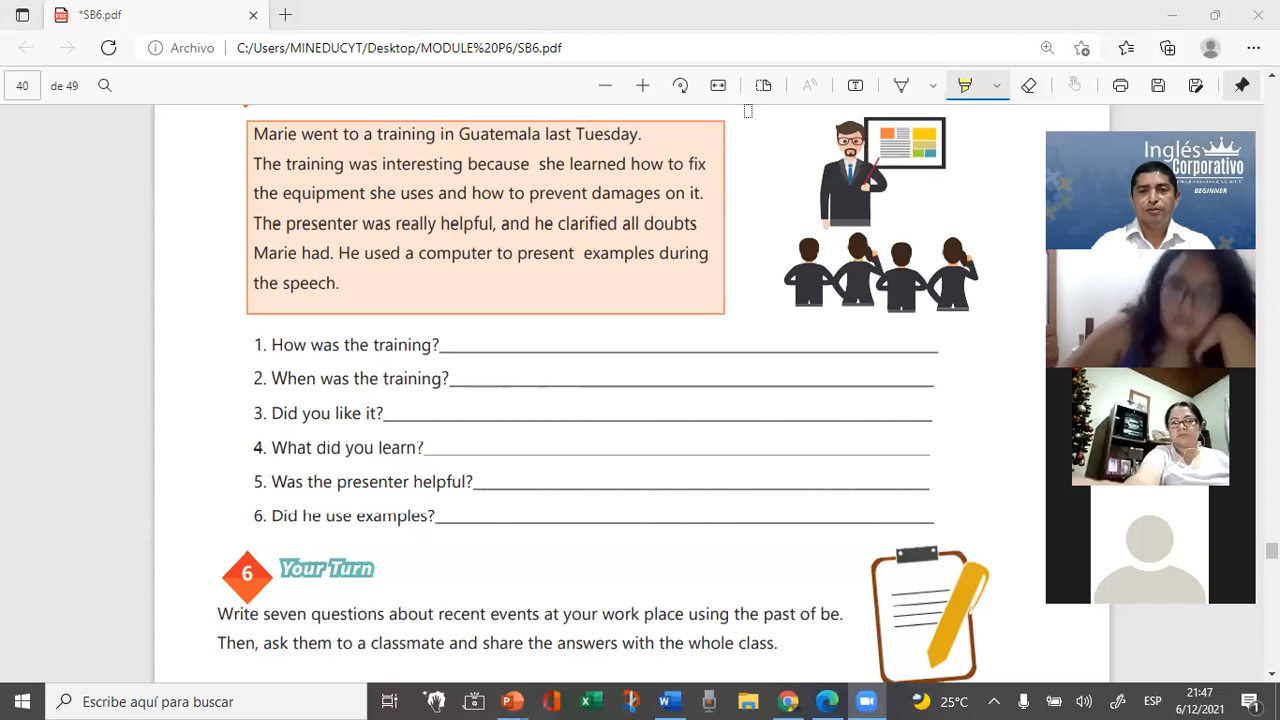 *SB6.pdf
Archivo
C:/Users/MINEDUCYT/Desktop/MODULE%20P6/SB6.pdf
40
de 49
Marie went to a training in Guatemala last Tuesday.
The training was interesting because she learned how to fix
the equipment she uses and how to prevent damages on it.
The presenter was really helpful, and he clarified all doubts
Marie had. He used a computer to present examples during
the speech.
1. How was the training?
2. When was the training?
3. Did you like it?
4. What did you learn?
5. Was the presenter helpful?
6. Did he use examples?
6
Your Turn
Write seven questions about recent events at your work place using the past of be.
Then, ask them to a classmate and share the answers with the whole class.
Inglés
Corporativo
BEGINNER
Escribe aquí para buscar
25°C
ESP
21:47
6/12/2021